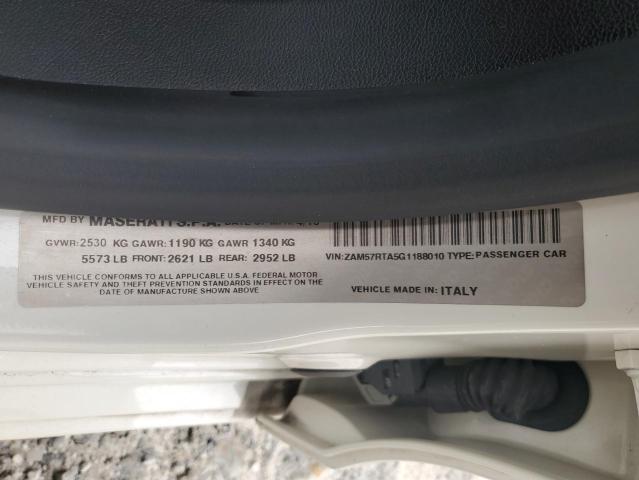 MFD BY MASERATI S.P.A.
GVWR:2530 KG GAWR:1190 KG GAWR 1340 KG
5573 LB FRONT:2621 LB REAR: 2952 LB
THIS VEHICLE CONFORMS TO ALL APPLICABLE U.S.A. FEDERAL MOTOR
VEHICLE SAFETY AND THEFT PREVENTION STANDARDS IN EFFECT ON THE
DATE OF MANUFACTURE SHOWN ABOVE
VIN:ZAM57RTA5G1188010 TYPE:PASSENGER CAR
VEHICLE MADE IN: ITALY